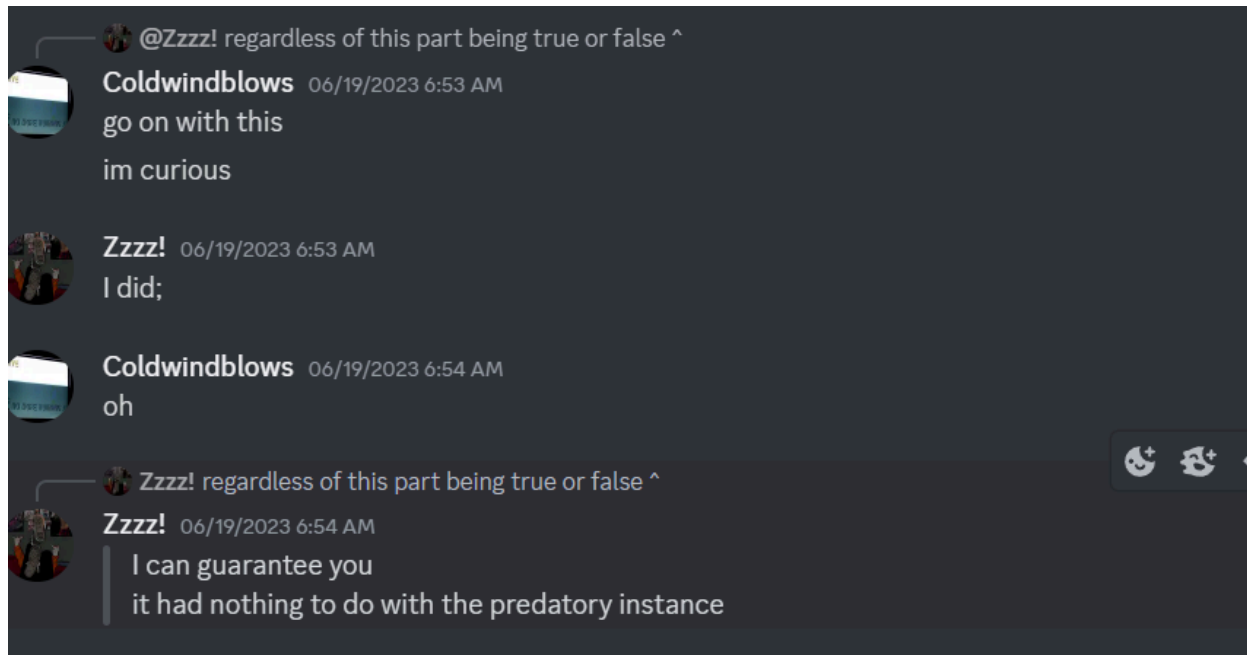 @Zzzz! regardless of this part being true or false ^
Coldwindblows 06/19/2023 6:53 AM
go on with this
im curious
Zzzz! 06/19/2023 6:53 AM
I did;
Coldwindblows 06/19/2023 6:54 AM
oh
Zzzz! regardless of this part being true or false ^
Zzzz! 06/19/2023 6:54 AM
I can guarantee you
it had nothing to do with the predatory instance